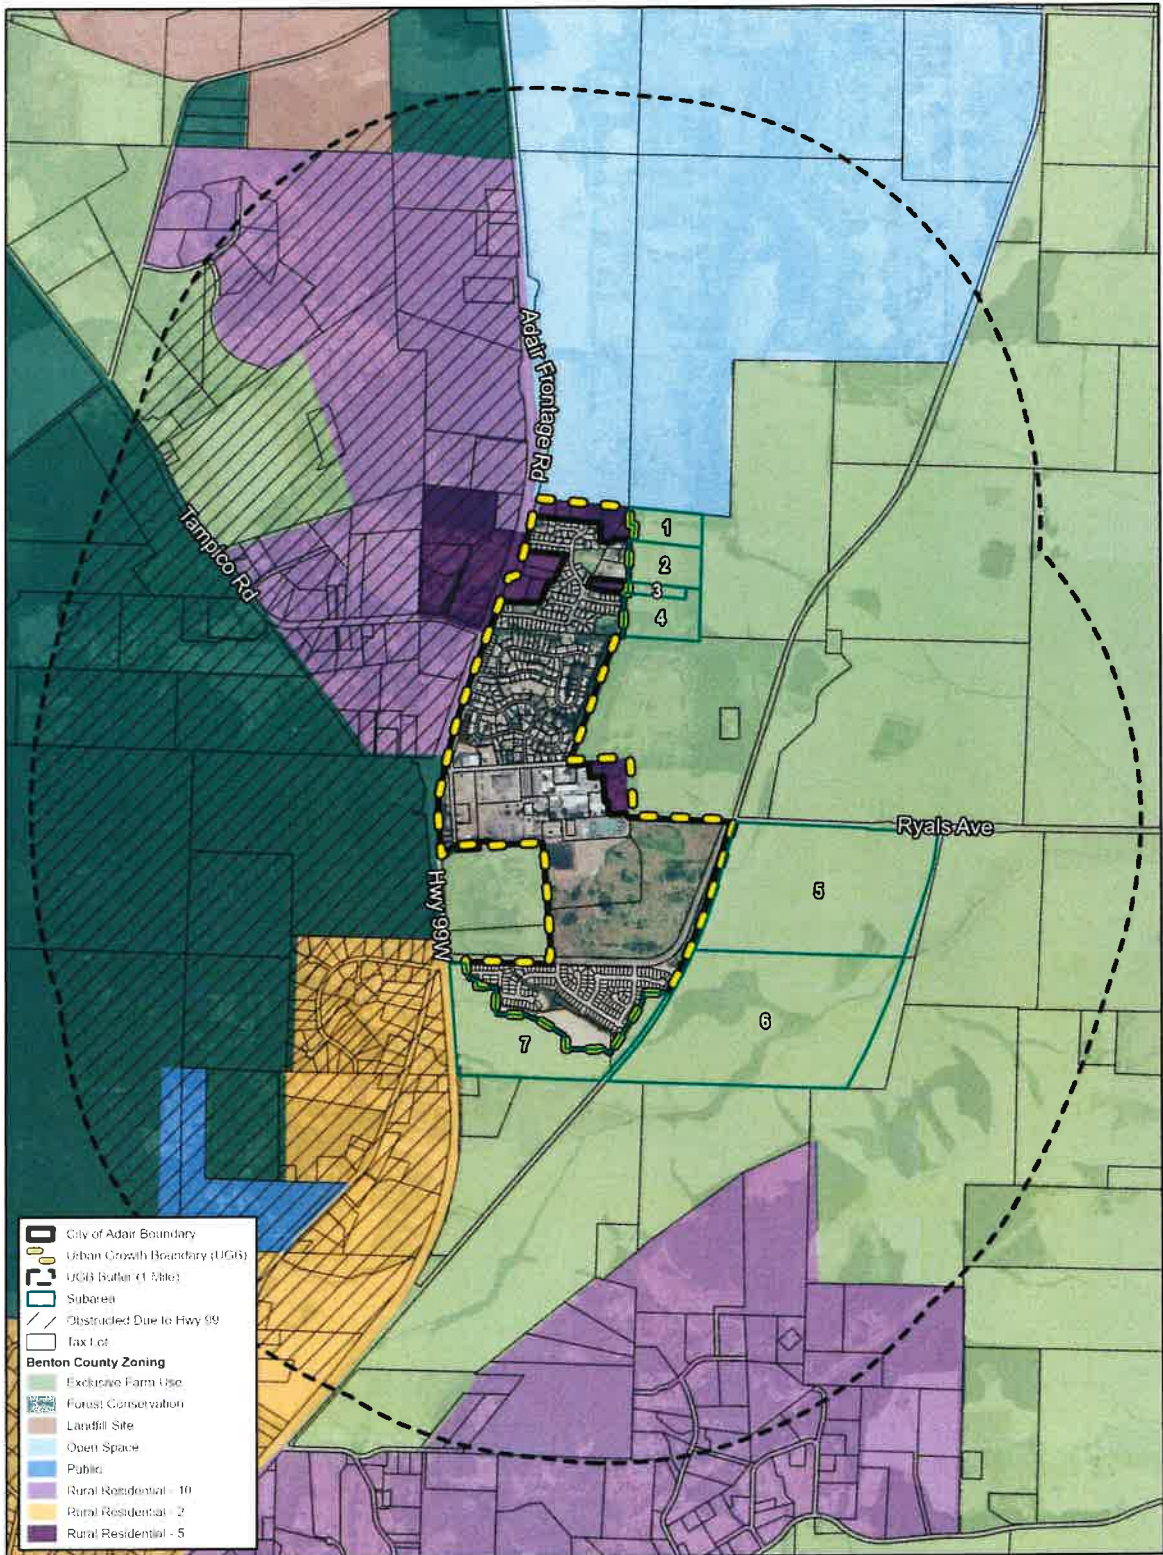 Adair Frontage Rd
1
2
3
4
Tampico Rd
Ryals Ave
5
Hwy 99W
6
7
City of Adair Boundary
Urban Growth Boundary (UGB)
UGB Buffer (1 Mile)
Subarea
Obstructed Due to Hwy 99
Tax Lot
Benton County Zoning
Exclusive Farm Use
Forest Conservation
Landfill Site
Open Space
Public
Rural Residential - 10
Rural Residential - 2
Rural Residential - 5